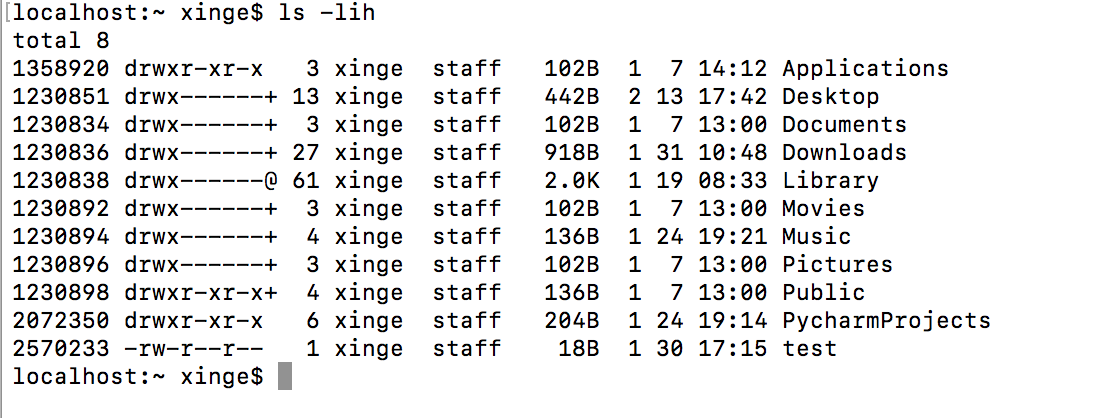 [localhost:~ xinge$ ls -lih
total 8
1358920 drwxr-xr-x   3 xinge  staff   102B  1  7 14:12 Applications
1230851 drwx------+ 13 xinge  staff   442B  2 13 17:42 Desktop
1230834 drwx------+  3 xinge  staff   102B  1  7 13:00 Documents
1230836 drwx------+ 27 xinge  staff   918B  1 31 10:48 Downloads
1230838 drwx------@ 61 xinge  staff   2.0K  1 19 08:33 Library
1230892 drwx------+  3 xinge  staff   102B  1  7 13:00 Movies
1230894 drwx------+  4 xinge  staff   136B  1 24 19:21 Music
1230896 drwx------+  3 xinge  staff   102B  1  7 13:00 Pictures
1230898 drwxr-xr-x+  4 xinge  staff   136B  1  7 13:00 Public
2072350 drwxr-xr-x   6 xinge  staff   204B  1 24 19:14 PycharmProjects
2570233 -rw-r--r--   1 xinge  staff    18B  1 30 17:15 test
localhost:~ xinge$